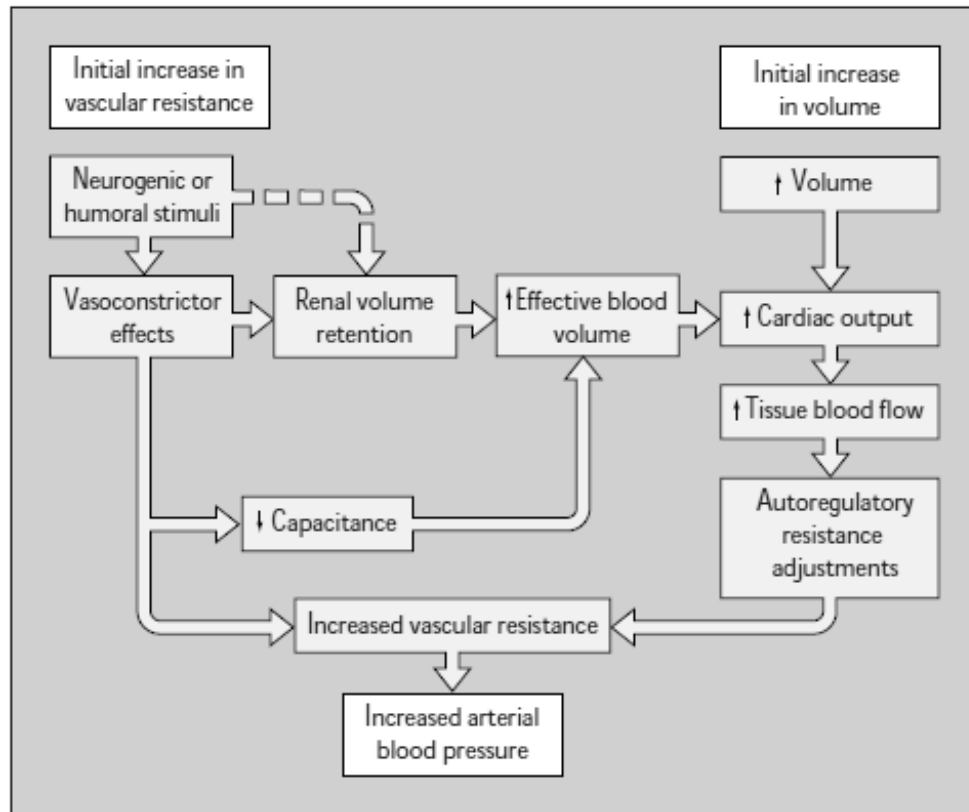 Initial increase in
vascular resistance
Initial increase
in volume
Neurogenic or
humoral stimuli
↑ Volume
Vasoconstrictor
effects
Renal volume
retention
↑Effective blood
volume
↑ Cardiac output
↑Tissue blood flow
↓ Capacitance
Autoregulatory
resistance
adjustments
Increased vascular resistance
Increased arterial
blood pressure